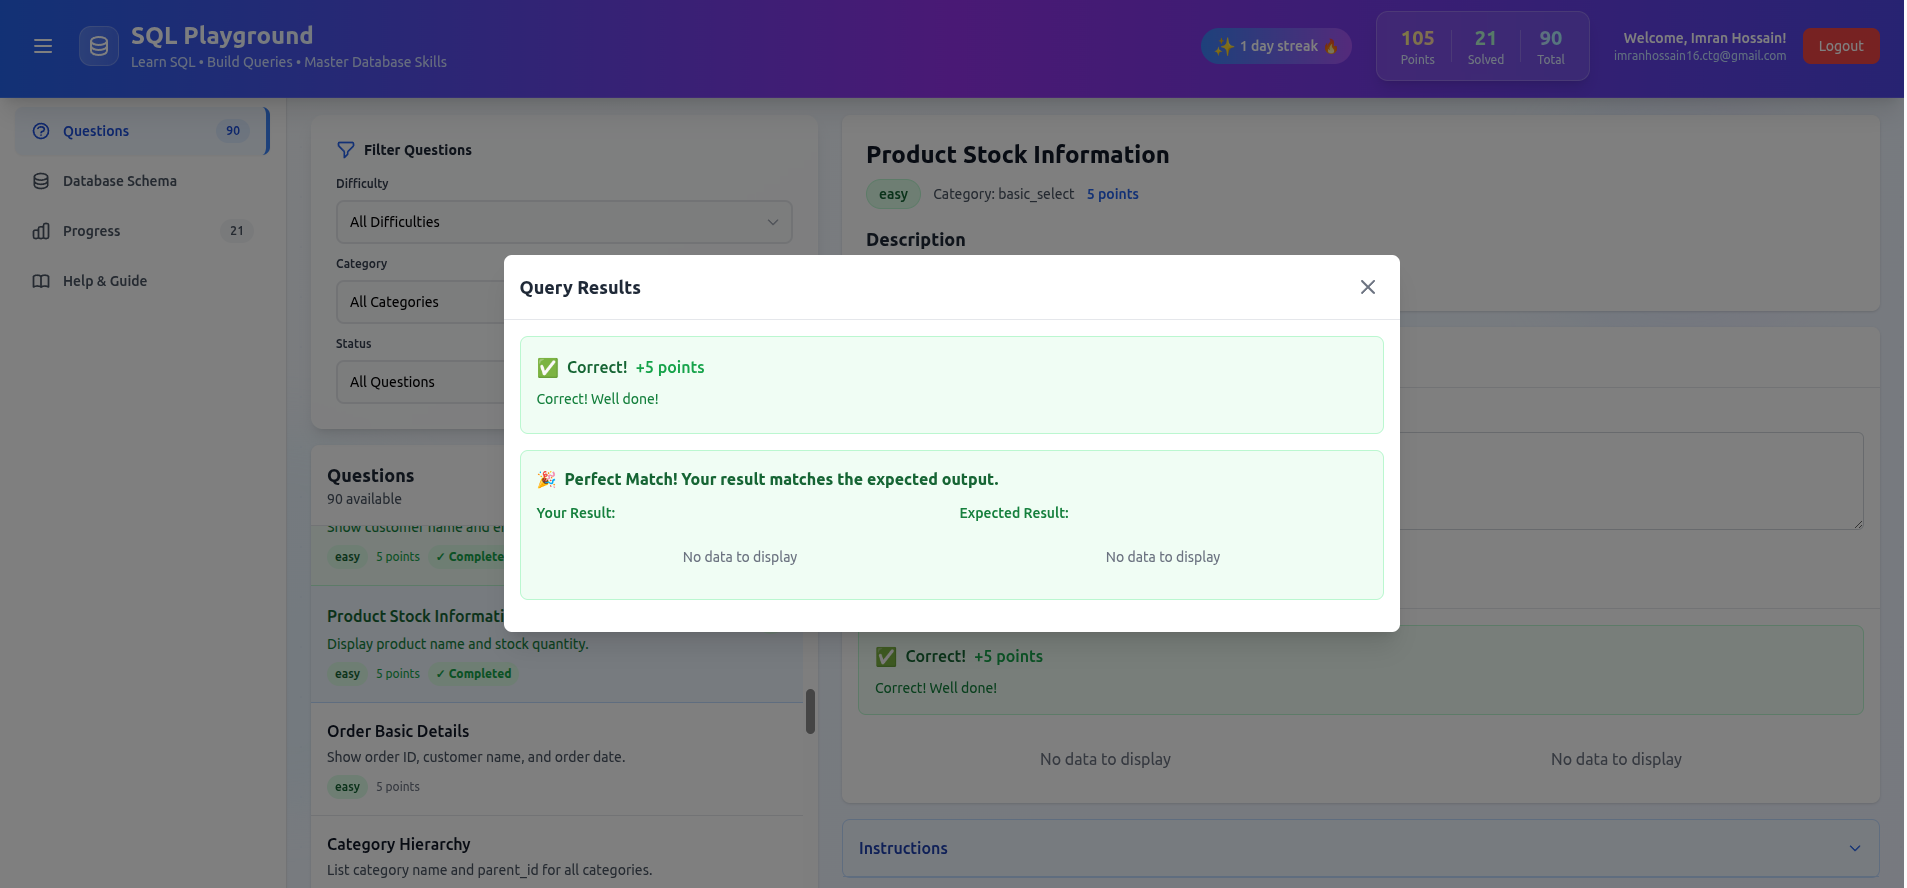 SQL Playground
Learn SQL • Build Queries • Master Database Skills
✨ 1 day streak 🔥
105
Points
21
Solved
90
Total
Welcome, Imran Hossain!
imranhossain16.ctg@gmail.com
Logout
Questions 90
Database Schema
Progress 21
Help & Guide
Filter Questions
Difficulty
All Difficulties
Category
All Categories
Status
All Questions
Questions
90 available
Show customer name and em
easy 5 points ✓ Complete
Product Stock Informati
Display product name and stock quantity.
easy 5 points ✓ Completed
Order Basic Details
Show order ID, customer name, and order date.
easy 5 points
Category Hierarchy
List category name and parent_id for all categories.
Product Stock Information
easy Category: basic_select 5 points
Description
Query Results
✅ Correct! +5 points
Correct! Well done!
🎉 Perfect Match! Your result matches the expected output.
Your Result: Expected Result:
No data to display No data to display
✅ Correct! +5 points
Correct! Well done!
No data to display No data to display
Instructions